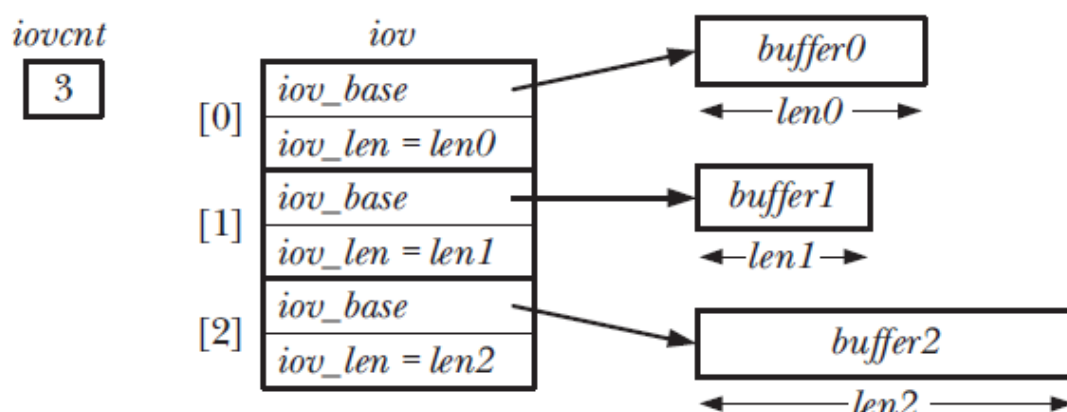 iovcnt
3
iov
[0]
iov_base
iov_len = len0
[1]
iov_base
iov_len = len1
[2]
iov_base
iov_len = len2
buffer0
len0
buffer1
len1
buffer2
len2